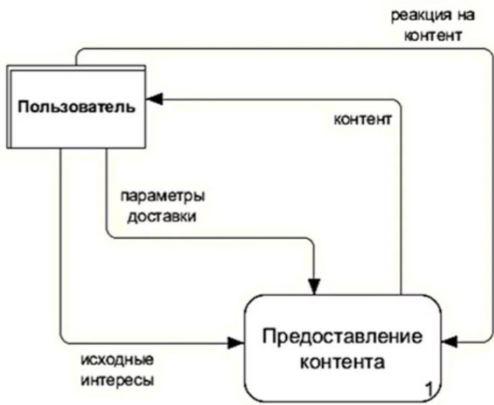 реакция на
контент
Пользователь
контент
параметры
доставки
Предоставление
контента
1
исходные
интересы